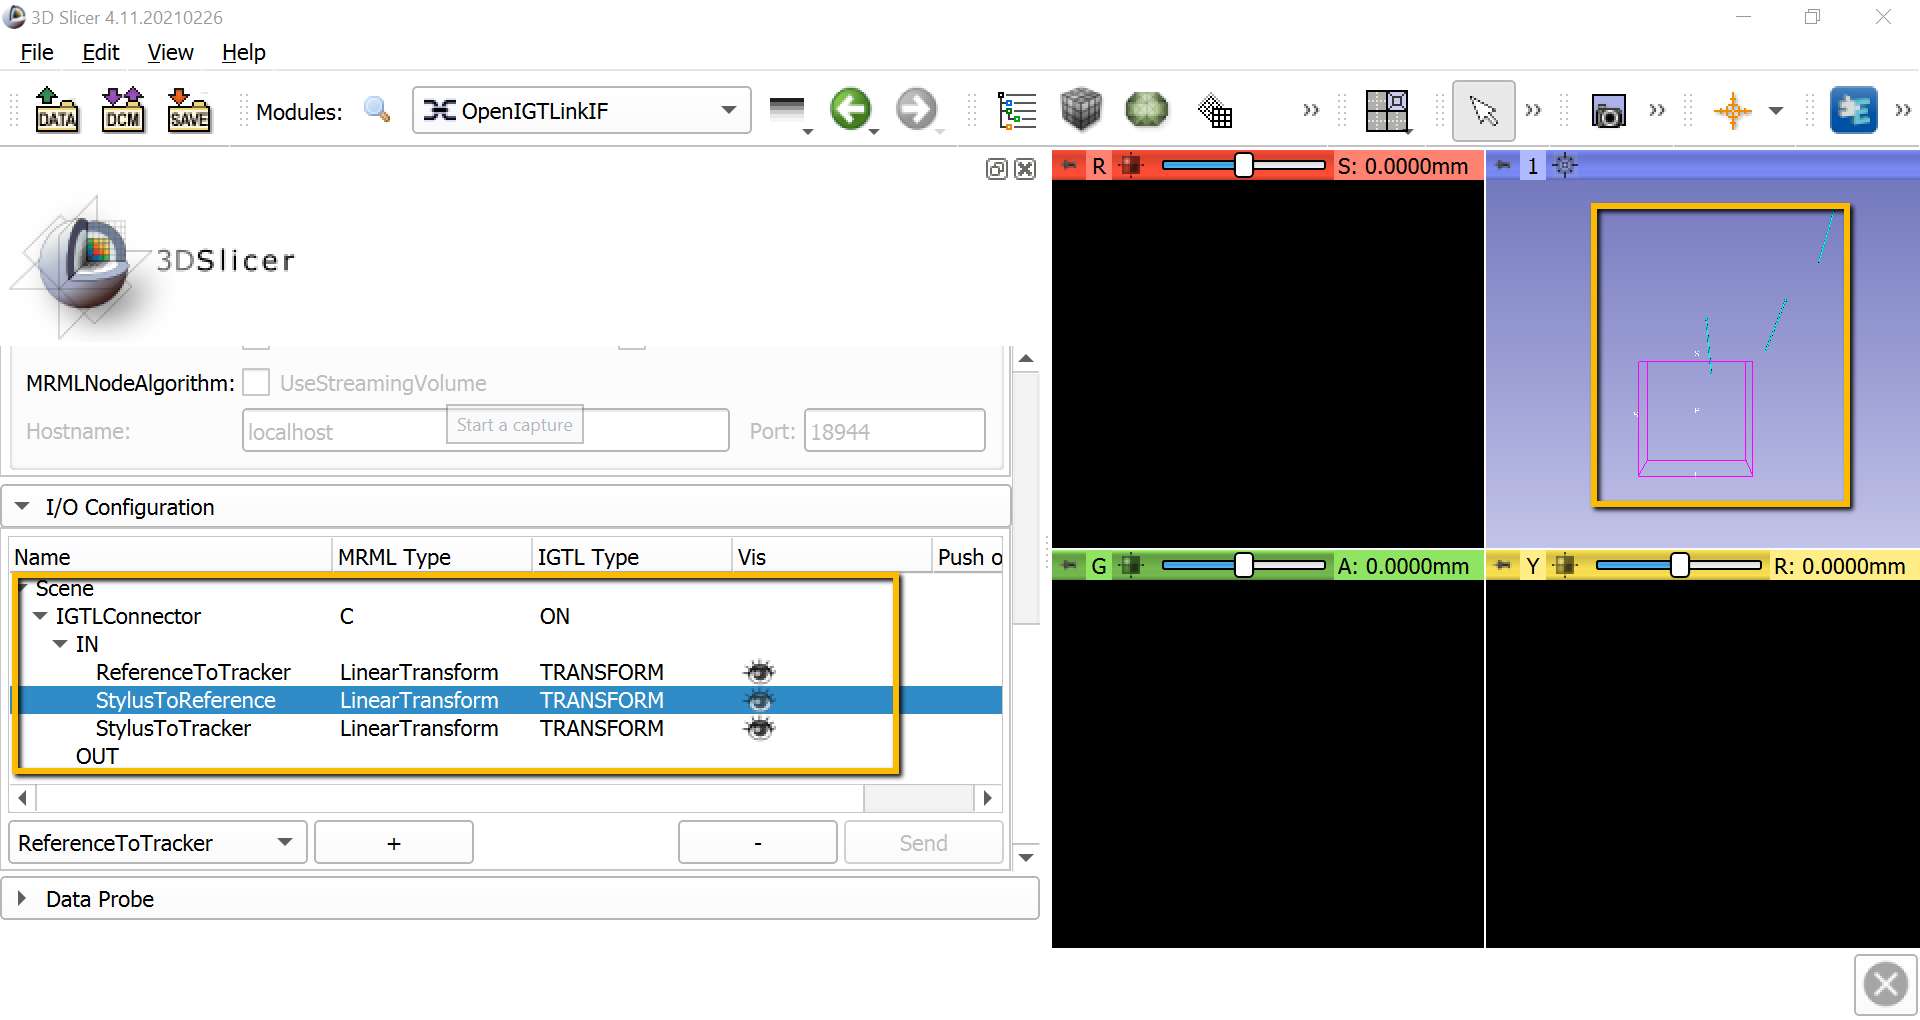 3D Slicer 4.11.20210226
File Edit View Help
DATA DCM SAVE Modules: OpenIGTLinkIF
R S: 0.0000mm 1
3DSlicer
S
MRMLNodeAlgorithm: UseStreamingVolume
P
Hostname: localhost Start a capture Port: 18944
I/O Configuration
Name MRML Type IGTL Type Vis Push o
G A: 0.0000mm Y R: 0.0000mm
Scene
IGTLConnector C ON
IN
ReferenceToTracker LinearTransform TRANSFORM
StylusToReference LinearTransform TRANSFORM
StylusToTracker LinearTransform TRANSFORM
OUT
ReferenceToTracker + - Send
Data Probe